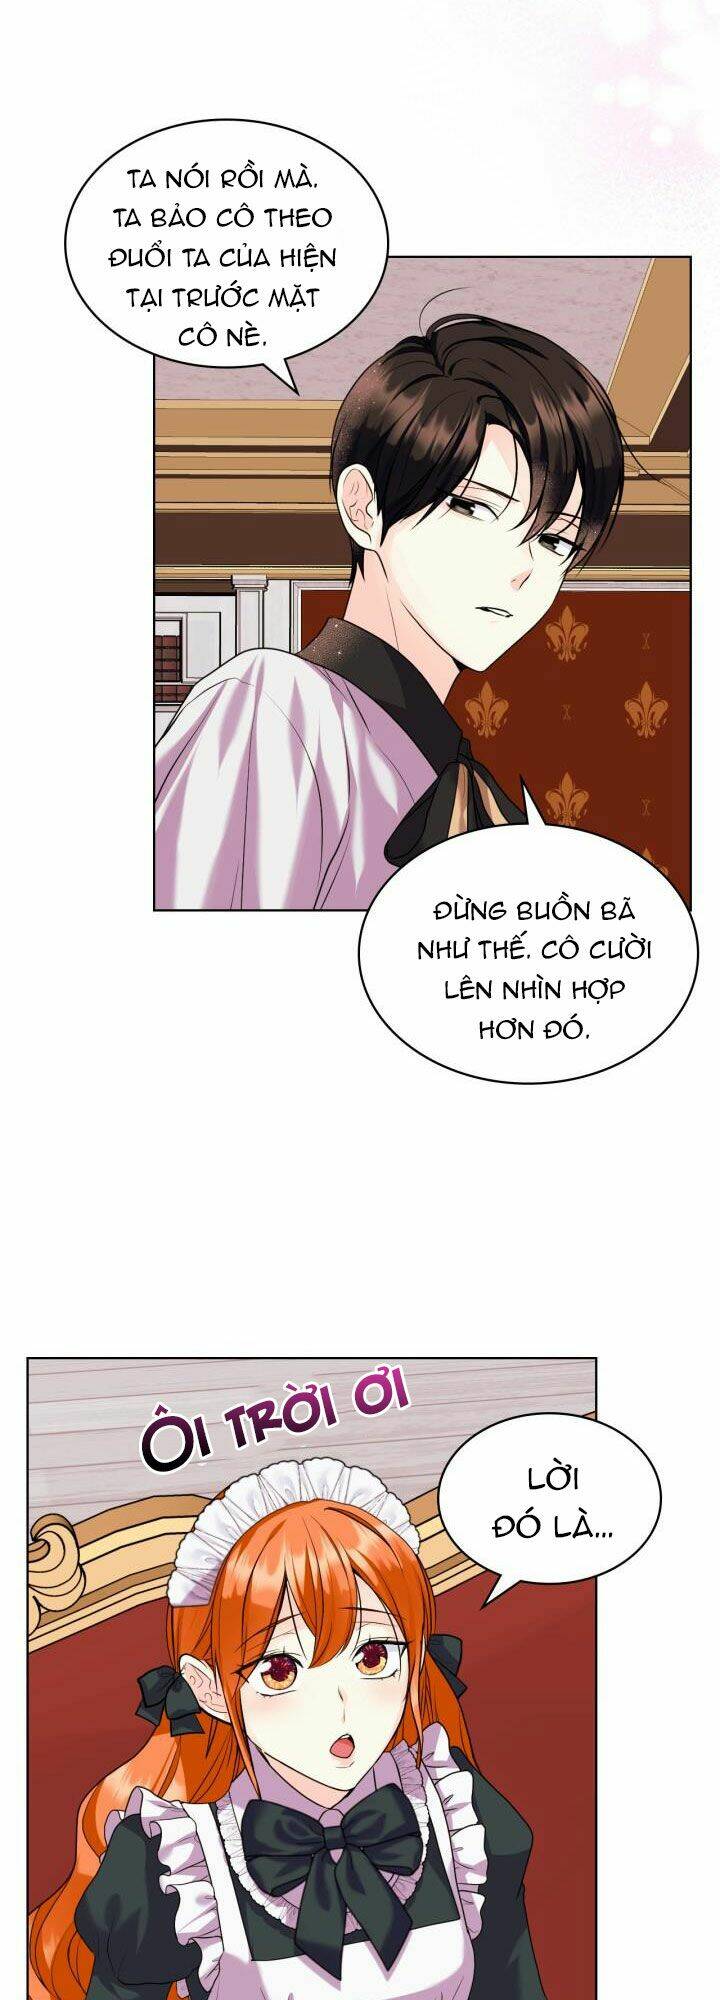 TA NÓI RỒI MÀ.
TA BẢO CÔ THEO
ĐUỔI TA CỦA HIỆN
TẠI TRƯỚC MẶT
CÔ NÈ.
ĐỪNG BUỒN BÃ
NHƯ THẾ. CÔ CƯỜI
LÊN NHÌN HỢP
HƠN ĐÓ.
ÔI TRỜI ƠI
LỜI
ĐÓ LÀ...